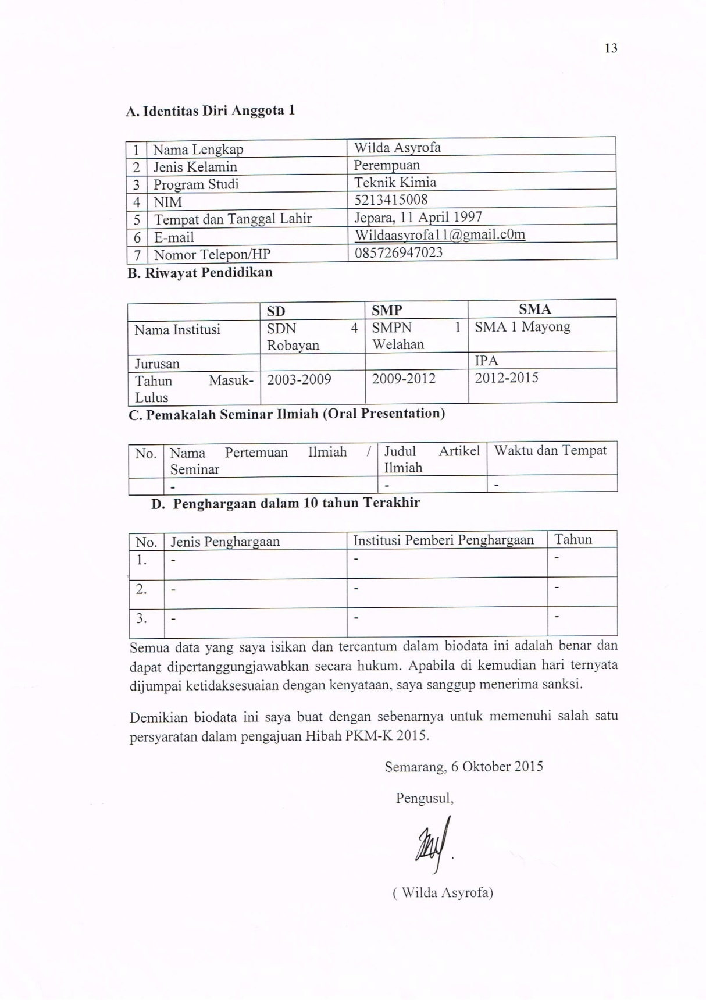 13
A. Identitas Diri Anggota 1
1 Nama Lengkap Wilda Asyrofa
2 Jenis Kelamin Perempuan
3 Program Studi Teknik Kimia
4 NIM 5213415008
5 Tempat dan Tanggal Lahir Jepara, 11 April 1997
6 E-mail Wildaasyrofa11@gmail.c0m
7 Nomor Telepon/HP 085726947023
B. Riwayat Pendidikan
SD SMP SMA
Nama Institusi SDN 4 SMPN 1 SMA 1 Mayong
Robayan Welahan
Jurusan IPA
Tahun Masuk- 2003-2009 2009-2012 2012-2015
Lulus
C. Pemakalah Seminar Ilmiah (Oral Presentation)
No. Nama Pertemuan Ilmiah / Judul Artikel Waktu dan Tempat
Seminar Ilmiah
- - -
D. Penghargaan dalam 10 tahun Terakhir
No. Jenis Penghargaan Institusi Pemberi Penghargaan Tahun
1. - - -
2. - - -
3. - - -
Semua data yang saya isikan dan tercantum dalam biodata ini adalah benar dan
dapat dipertanggungjawabkan secara hukum. Apabila di kemudian hari ternyata
dijumpai ketidaksesuaian dengan kenyataan, saya sanggup menerima sanksi.
Demikian biodata ini saya buat dengan sebenarnya untuk memenuhi salah satu
persyaratan dalam pengajuan Hibah PKM-K 2015.
Semarang, 6 Oktober 2015
Pengusul,
( Wilda Asyrofa)